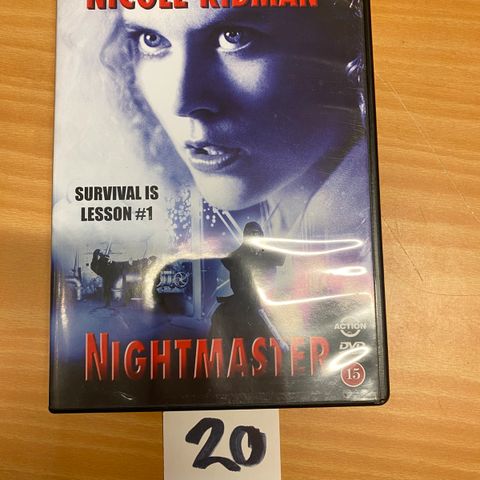 NICOLE KIDMAN
SURVIVAL IS
LESSON #1
NIGHTMASTER
ACTION
DVD
15
20